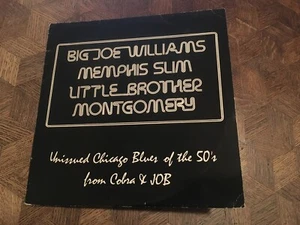 BIG JOE WILLIAMS
MEMPHIS SLIM
LITTLE BROTHER
MONTGOMERY
Unissued Chicago Blues of the 50's
from Cobra & JOB